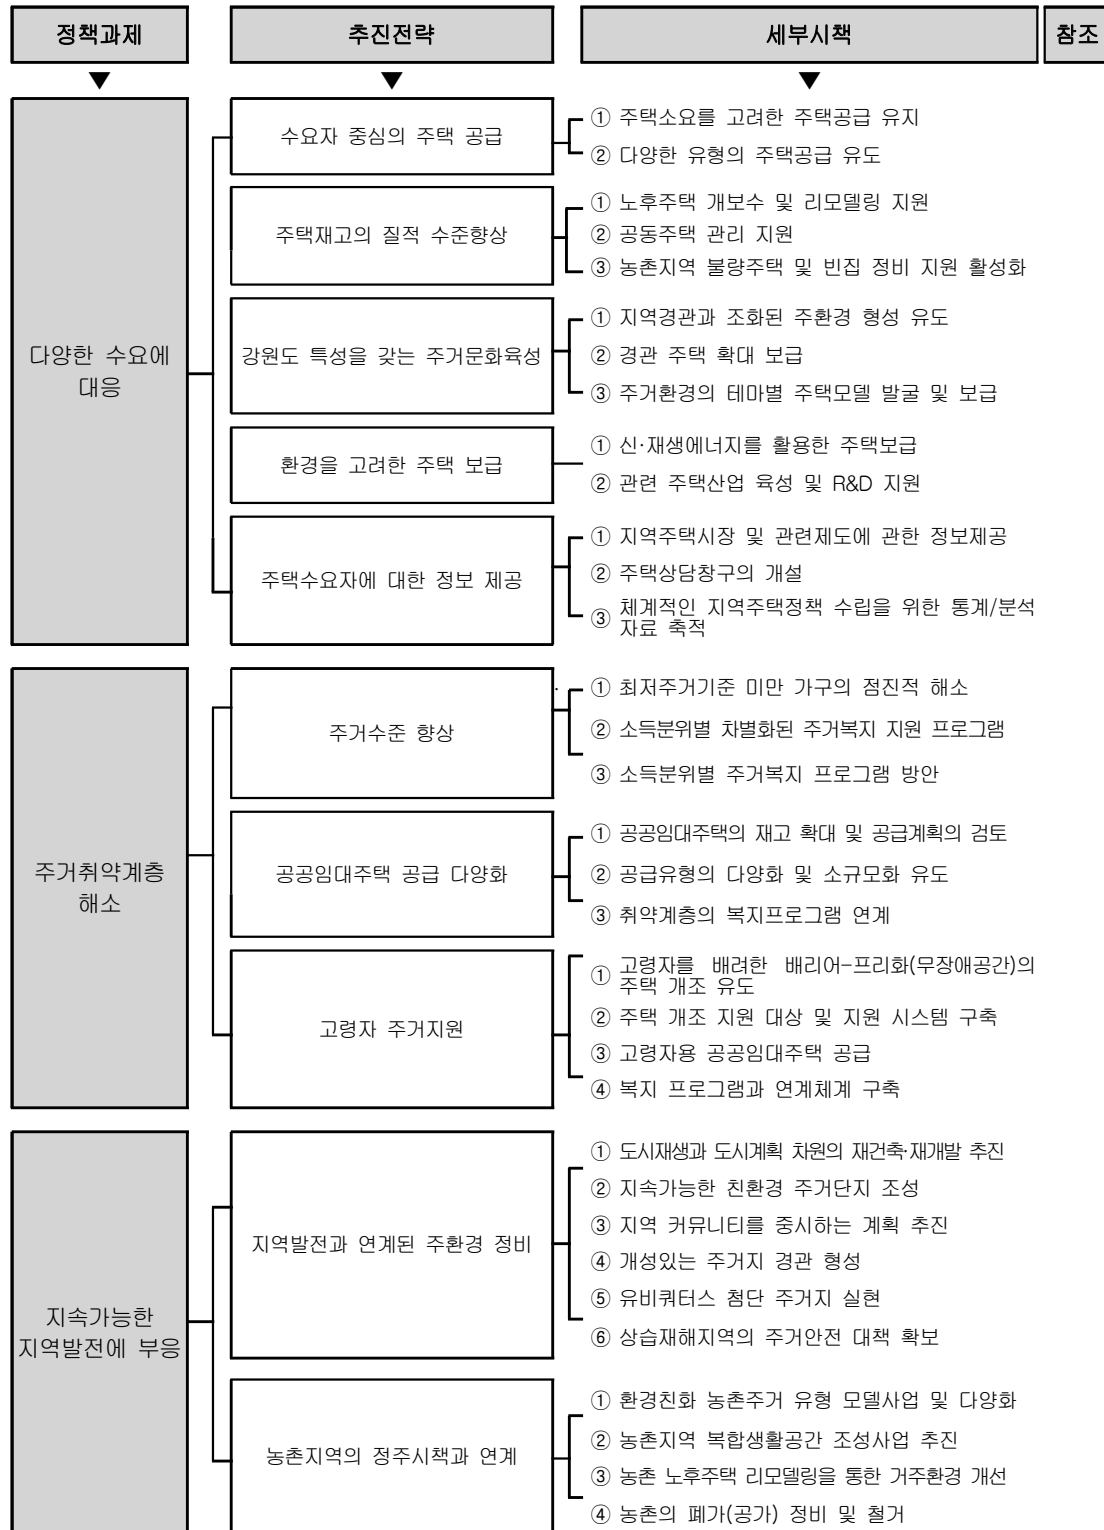 정책과제
추진전략
세부시책
참조
▼
▼
▼
다양한 수요에
대응
수요자 중심의 주택 공급
① 주택소요를 고려한 주택공급 유지
② 다양한 유형의 주택공급 유도
주택재고의 질적 수준향상
① 노후주택 개보수 및 리모델링 지원
② 공동주택 관리 지원
③ 농촌지역 불량주택 및 빈집 정비 지원 활성화
강원도 특성을 갖는 주거문화육성
① 지역경관과 조화된 주환경 형성 유도
② 경관 주택 확대 보급
③ 주거환경의 테마별 주택모델 발굴 및 보급
환경을 고려한 주택 보급
① 신·재생에너지를 활용한 주택보급
② 관련 주택산업 육성 및 R&D 지원
주택수요자에 대한 정보 제공
① 지역주택시장 및 관련제도에 관한 정보제공
② 주택상담창구의 개설
③ 체계적인 지역주택정책 수립을 위한 통계/분석
자료 축적
주거취약계층
해소
주거수준 향상
① 최저주거기준 미만 가구의 점진적 해소
② 소득분위별 차별화된 주거복지 지원 프로그램
③ 소득분위별 주거복지 프로그램 방안
공공임대주택 공급 다양화
① 공공임대주택의 재고 확대 및 공급계획의 검토
② 공급유형의 다양화 및 소규모화 유도
③ 취약계층의 복지프로그램 연계
고령자 주거지원
① 고령자를 배려한 배리어-프리화(무장애공간)의
주택 개조 유도
② 주택 개조 지원 대상 및 지원 시스템 구축
③ 고령자용 공공임대주택 공급
④ 복지 프로그램과 연계체계 구축
지속가능한
지역발전에 부응
지역발전과 연계된 주환경 정비
① 도시재생과 도시계획 차원의 재건축·재개발 추진
② 지속가능한 친환경 주거단지 조성
③ 지역 커뮤니티를 중시하는 계획 추진
④ 개성있는 주거지 경관 형성
⑤ 유비쿼터스 첨단 주거지 실현
⑥ 상습재해지역의 주거안전 대책 확보
농촌지역의 정주시책과 연계
① 환경친화 농촌주거 유형 모델사업 및 다양화
② 농촌지역 복합생활공간 조성사업 추진
③ 농촌 노후주택 리모델링을 통한 거주환경 개선
④ 농촌의 폐가(공가) 정비 및 철거